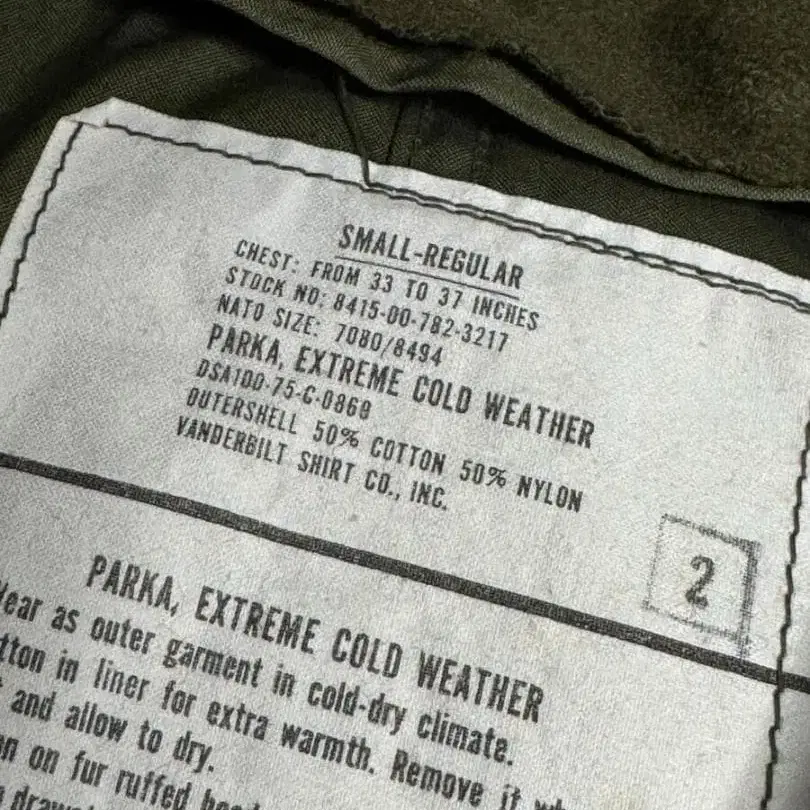 SMALL-REGULAR
CHEST: FROM 33 TO 37 INCHES
STOCK NO: 8415-00-782-3217
NATO SIZE: 7080/8494
PARKA, EXTREME COLD WEATHER
DSA100-75-C-0869
OUTERSHELL 50% COTTON 50% NYLON
VANDERBILT SHIRT CO., INC.
2
PARKA, EXTREME COLD WEATHER
ear as outer garment in cold-dry climate.
tton in liner for extra warmth. Remove it
and allow to dry.
on fur ruffed